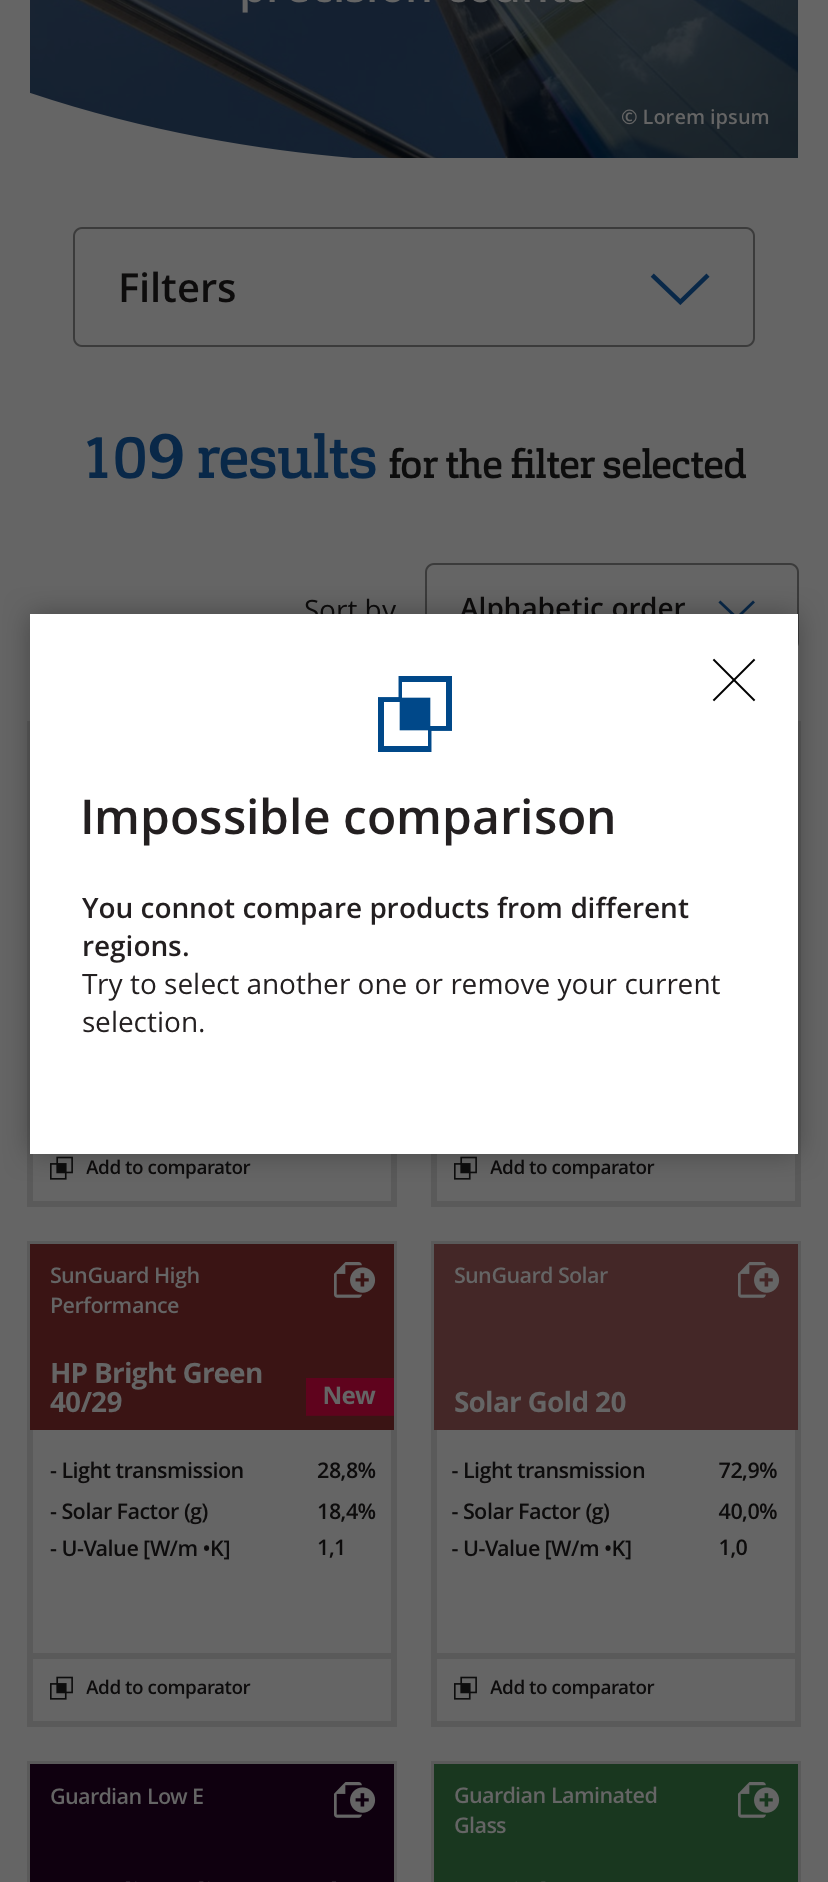 precision counts
© Lorem ipsum
Filters
109 results for the filter selected
Sort by
Alphabetic order
Impossible comparison
You connot compare products from different
regions.
Try to select another one or remove your current
selection.
Add to comparator
Add to comparator
SunGuard High
Performance
HP Bright Green
40/29
New
- Light transmission 28,8%
- Solar Factor (g) 18,4%
- U-Value [W/m •K] 1,1
Add to comparator
SunGuard Solar
Solar Gold 20
- Light transmission 72,9%
- Solar Factor (g) 40,0%
- U-Value [W/m •K] 1,0
Add to comparator
Guardian Low E
Guardian Laminated
Glass